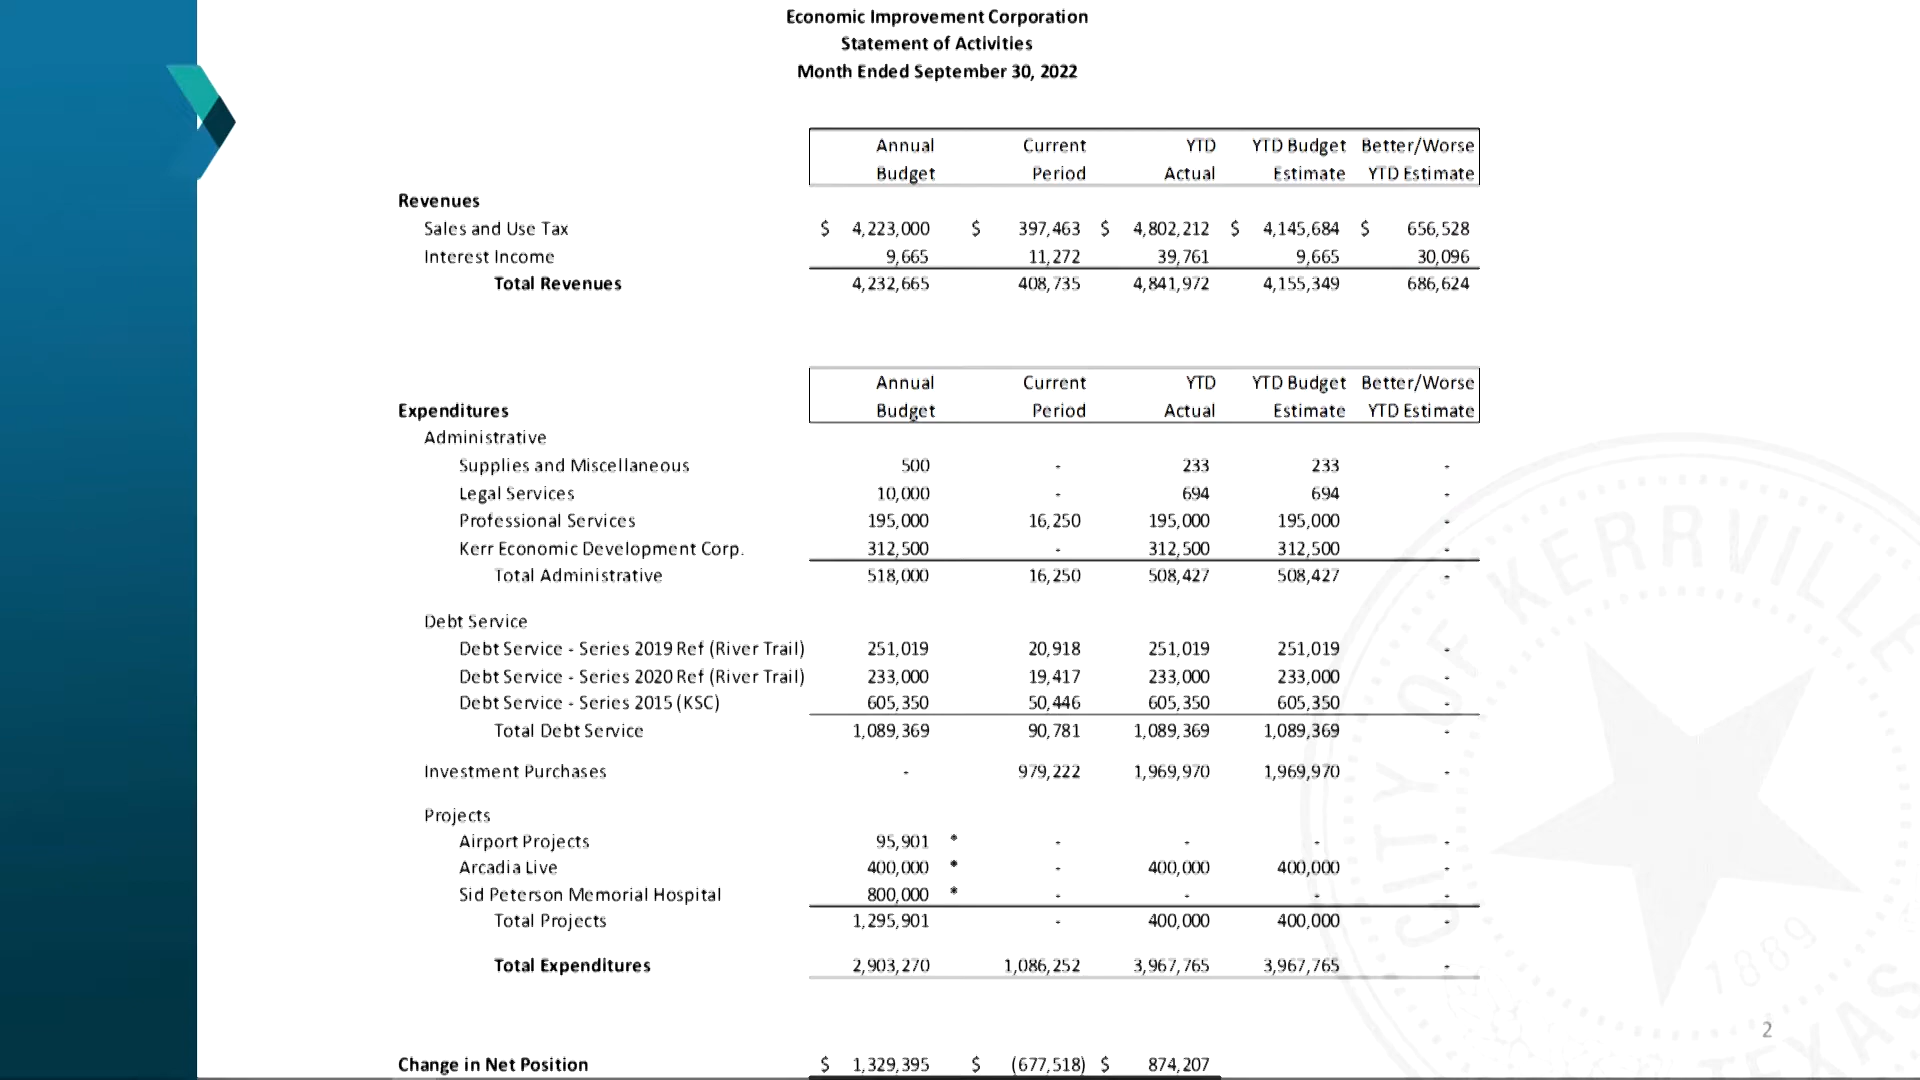 Economic Improvement Corporation
Statement of Activities
Month Ended September 30, 2022
Annual Current YTD YTD Budget Better/Worse
Budget Period Actual Estimate YTD Estimate
Revenues
Sales and Use Tax $ 4,223,000 $ 397,463 $ 4,802,212 $ 4,145,684 $ 656,528
Interest Income 9,665 11,272 39,761 9,665 30,096
Total Revenues 4,232,665 408,735 4,841,972 4,155,349 686,624
Annual Current YTD YTD Budget Better/Worse
Expenditures Budget Period Actual Estimate YTD Estimate
Administrative
Supplies and Miscellaneous 500 - 233 233 -
Legal Services 10,000 - 694 694 -
Professional Services 195,000 16,250 195,000 195,000 -
Kerr Economic Development Corp. 312,500 - 312,500 312,500 -
Total Administrative 518,000 16,250 508,427 508,427 -
Debt Service
Debt Service - Series 2019 Ref (River Trail) 251,019 20,918 251,019 251,019 -
Debt Service - Series 2020 Ref (River Trail) 233,000 19,417 233,000 233,000 -
Debt Service - Series 2015 (KSC) 605,350 50,446 605,350 605,350 -
Total Debt Service 1,089,369 90,781 1,089,369 1,089,369 -
Investment Purchases - 979,222 1,969,970 1,969,970 -
Projects
Airport Projects 95,901 * - - - -
Arcadia Live 400,000 * - 400,000 400,000 -
Sid Peterson Memorial Hospital 800,000 * - - - -
Total Projects 1,295,901 - 400,000 400,000 -
Total Expenditures 2,903,270 1,086,252 3,967,765 3,967,765 -
Change in Net Position $ 1,329,395 $ (677,518) $ 874,207
CITY OF KERRVILLE
1889
TEXAS
2